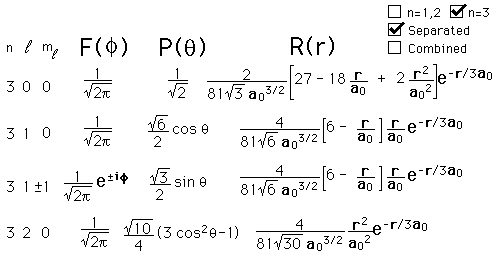 ☐ n=1,2 ☑ n=3
☑ Separated
☐ Combined
n ℓ mℓ F(ϕ) P(θ) R(r)
3 0 0 1/√2π 1/√2 2/81√3 a₀^3/2 [27 − 18 r/a₀ + 2 r²/a₀²] e^-r/3a₀
3 1 0 1/√2π √6/2 cos θ 4/81√6 a₀^3/2 [6 − r/a₀] r/a₀ e^-r/3a₀
3 1 ±1 1/√2π e^±iϕ √3/2 sin θ 4/81√6 a₀^3/2 [6 − r/a₀] r/a₀ e^-r/3a₀
3 2 0 1/√2π √10/4 (3 cos²θ−1) 4/81√30 a₀^3/2 r²/a₀² e^-r/3a₀